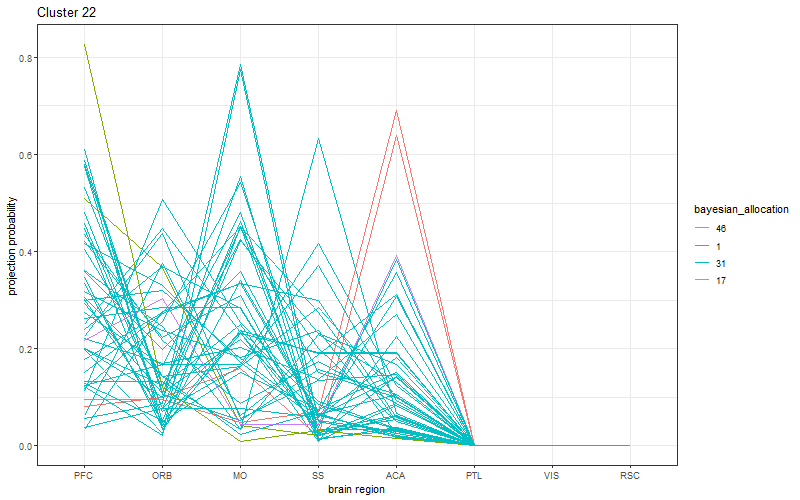 Cluster 22
projection probability
0.8
0.6
0.4
0.2
0.0
PFC ORB MO SS ACA PTL VIS RSC
brain region
bayesian_allocation
46
1
31
17